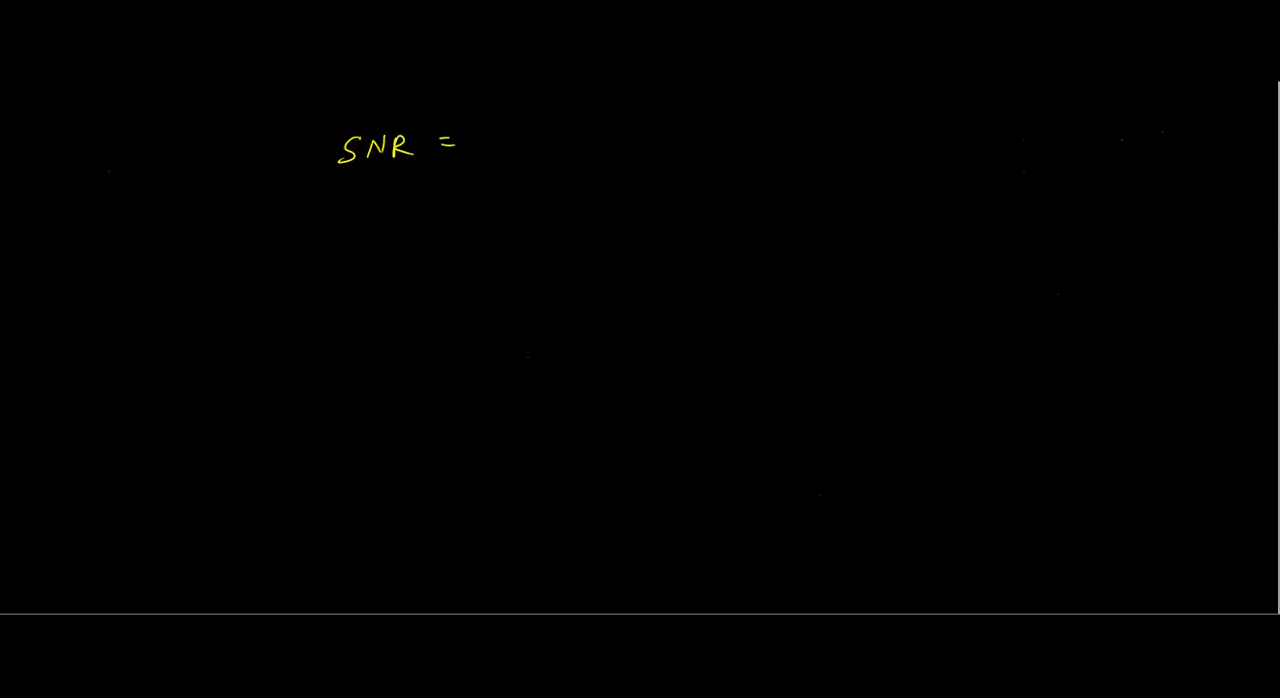 SNR =